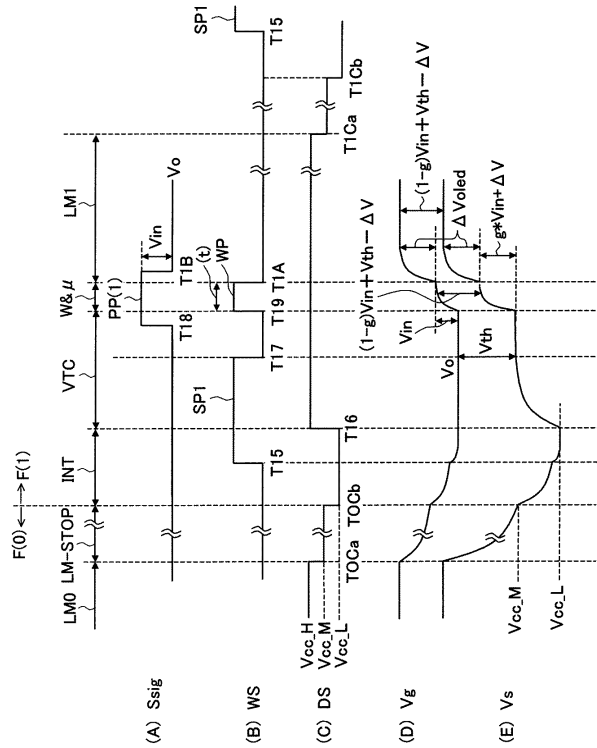 F(0) F(1)
LM0 LM-STOP INT VTC W&μ LM1
(A) Ssig
PP(1)
Vin
Vo
T18 T1B
(B) WS
SP1
(t)
WP
SP1
T15 T17 T19 T1A T15
(C) DS
Vcc_H
Vcc_M
Vcc_L
TOCa TOCb T16 T1Ca T1Cb
(D) Vg
(1-g)Vin+Vth-ΔV
Vin
Vo
(1-g)Vin+Vth-ΔV
ΔVoled
Vth
g*Vin+ΔV
(E) Vs
Vcc_M
Vcc_L